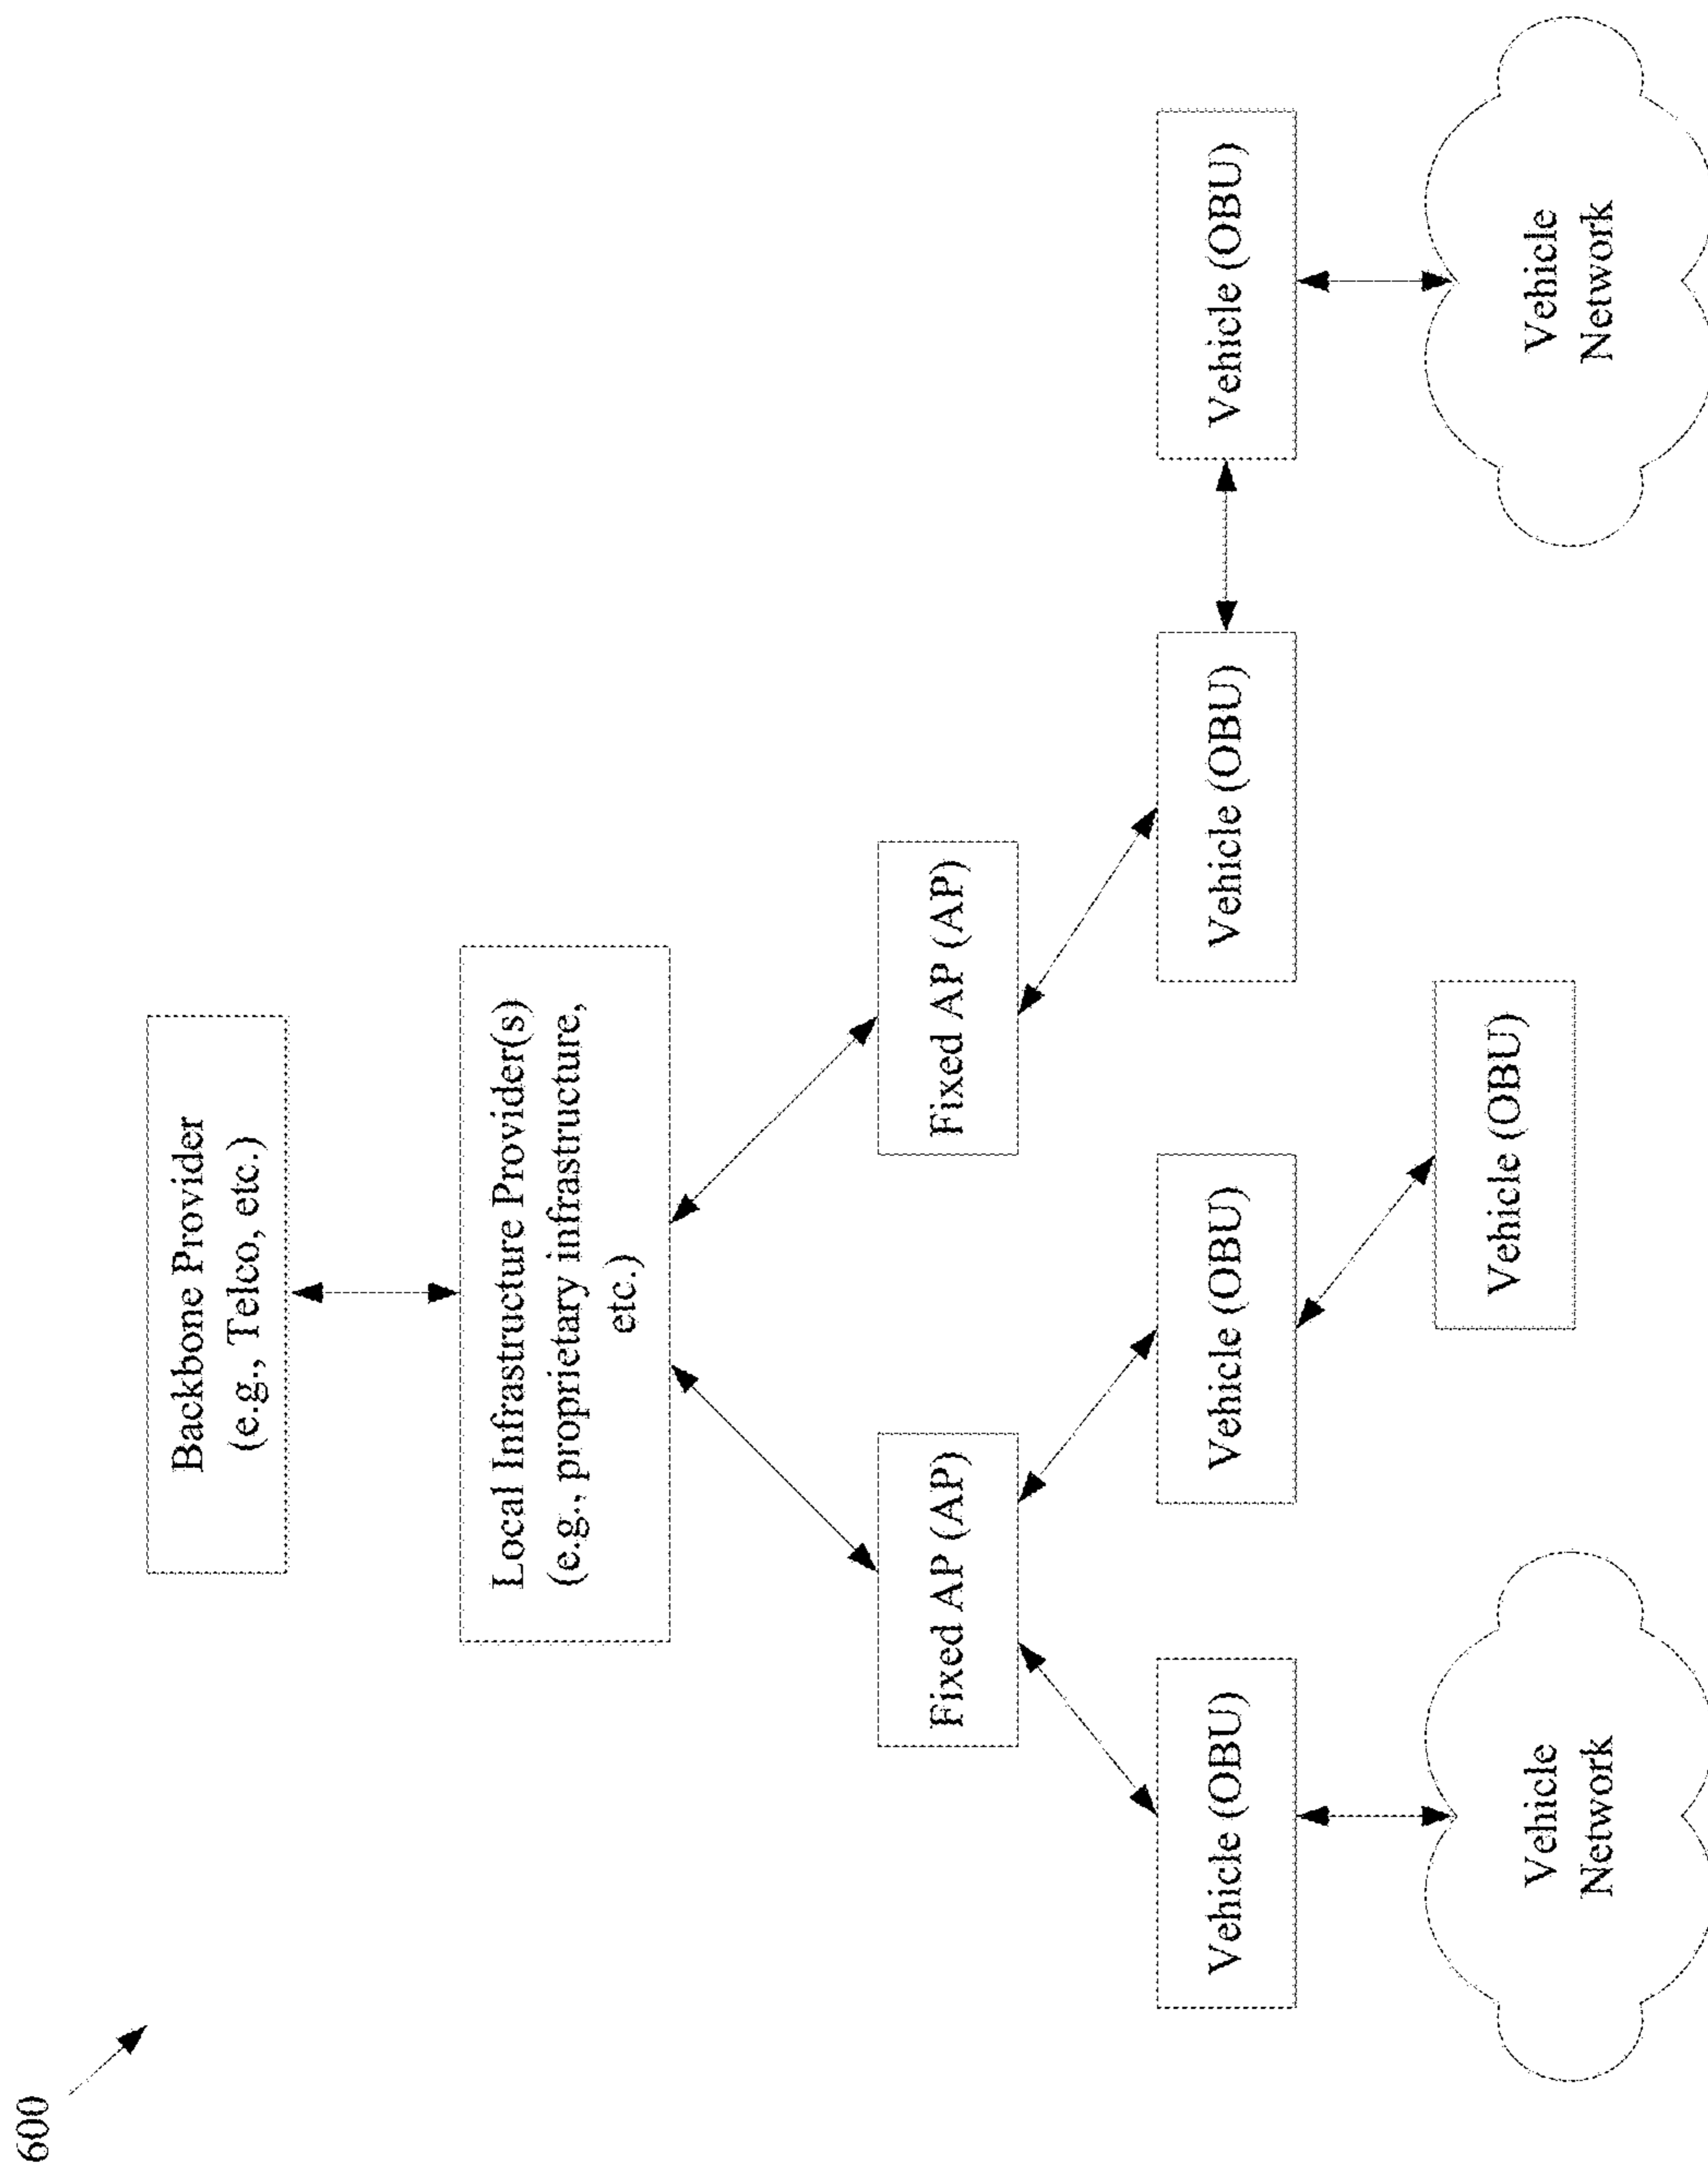 600
Backbone Provider
(e.g., Telco, etc.)
Local Infrastructure Provider(s)
(e.g., proprietary infrastructure,
etc.)
Fixed AP (AP)
Fixed AP (AP)
Vehicle (OBU)
Vehicle (OBU)
Vehicle (OBU)
Vehicle (OBU)
Vehicle (OBU)
Vehicle
Network
Vehicle
Network